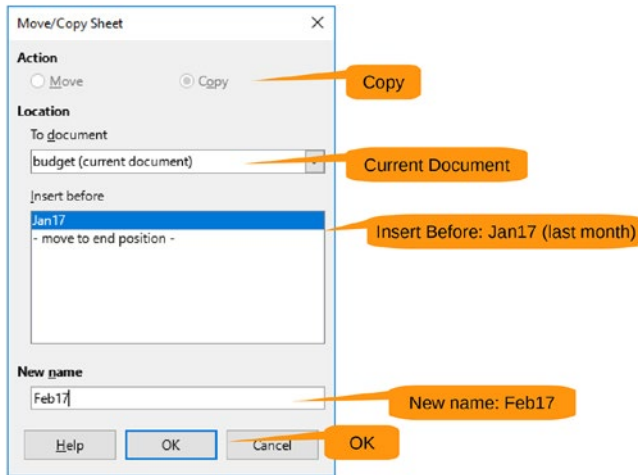 Move/Copy Sheet
Action
Move
Copy
Copy
Location
To document
budget (current document)
Current Document
Insert before
Jan17
- move to end position -
Insert Before: Jan17 (last month)
New name
Feb17
New name: Feb17
Help
OK
Cancel
OK